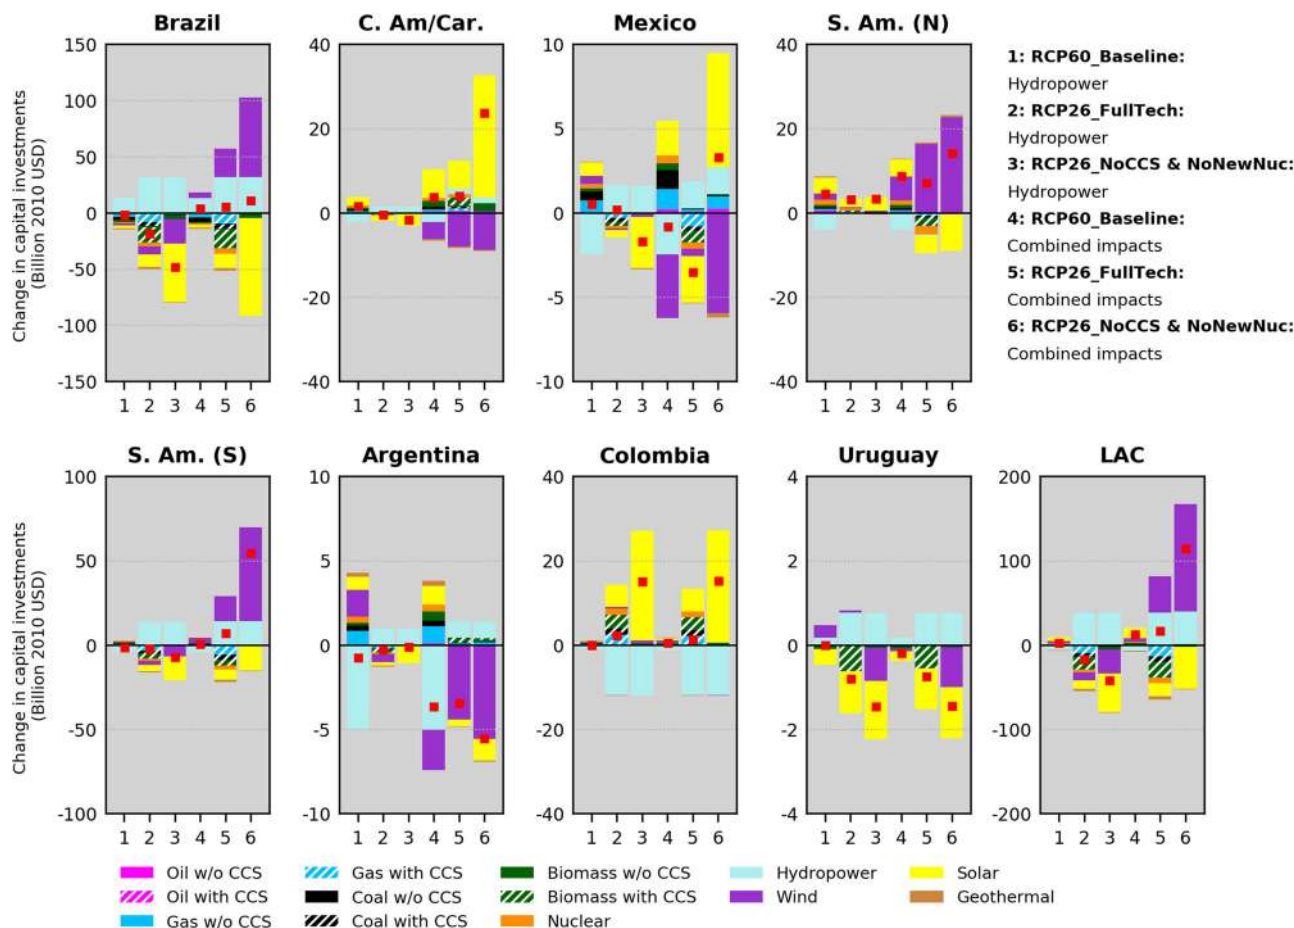 Brazil
C. Am/Car.
Mexico
S. Am. (N)
Change in capital investments
(Billion 2010 USD)
150
100
50
0
-50
-100
-150
1 2 3 4 5 6
40
20
0
-20
-40
1 2 3 4 5 6
10
5
0
-5
-10
1 2 3 4 5 6
40
20
0
-20
-40
1 2 3 4 5 6
1: RCP60_Baseline:
Hydropower
2: RCP26_FullTech:
Hydropower
3: RCP26_NoCCS & NoNewNuc:
Hydropower
4: RCP60_Baseline:
Combined impacts
5: RCP26_FullTech:
Combined impacts
6: RCP26_NoCCS & NoNewNuc:
Combined impacts
S. Am. (S)
Argentina
Colombia
Uruguay
LAC
Change in capital investments
(Billion 2010 USD)
100
50
0
-50
-100
1 2 3 4 5 6
10
5
0
-5
-10
1 2 3 4 5 6
40
20
0
-20
-40
1 2 3 4 5 6
4
2
0
-2
-4
1 2 3 4 5 6
200
100
0
-100
-200
1 2 3 4 5 6
Oil w/o CCS
Oil with CCS
Gas w/o CCS
Gas with CCS
Coal w/o CCS
Coal with CCS
Biomass w/o CCS
Biomass with CCS
Nuclear
Hydropower
Wind
Solar
Geothermal